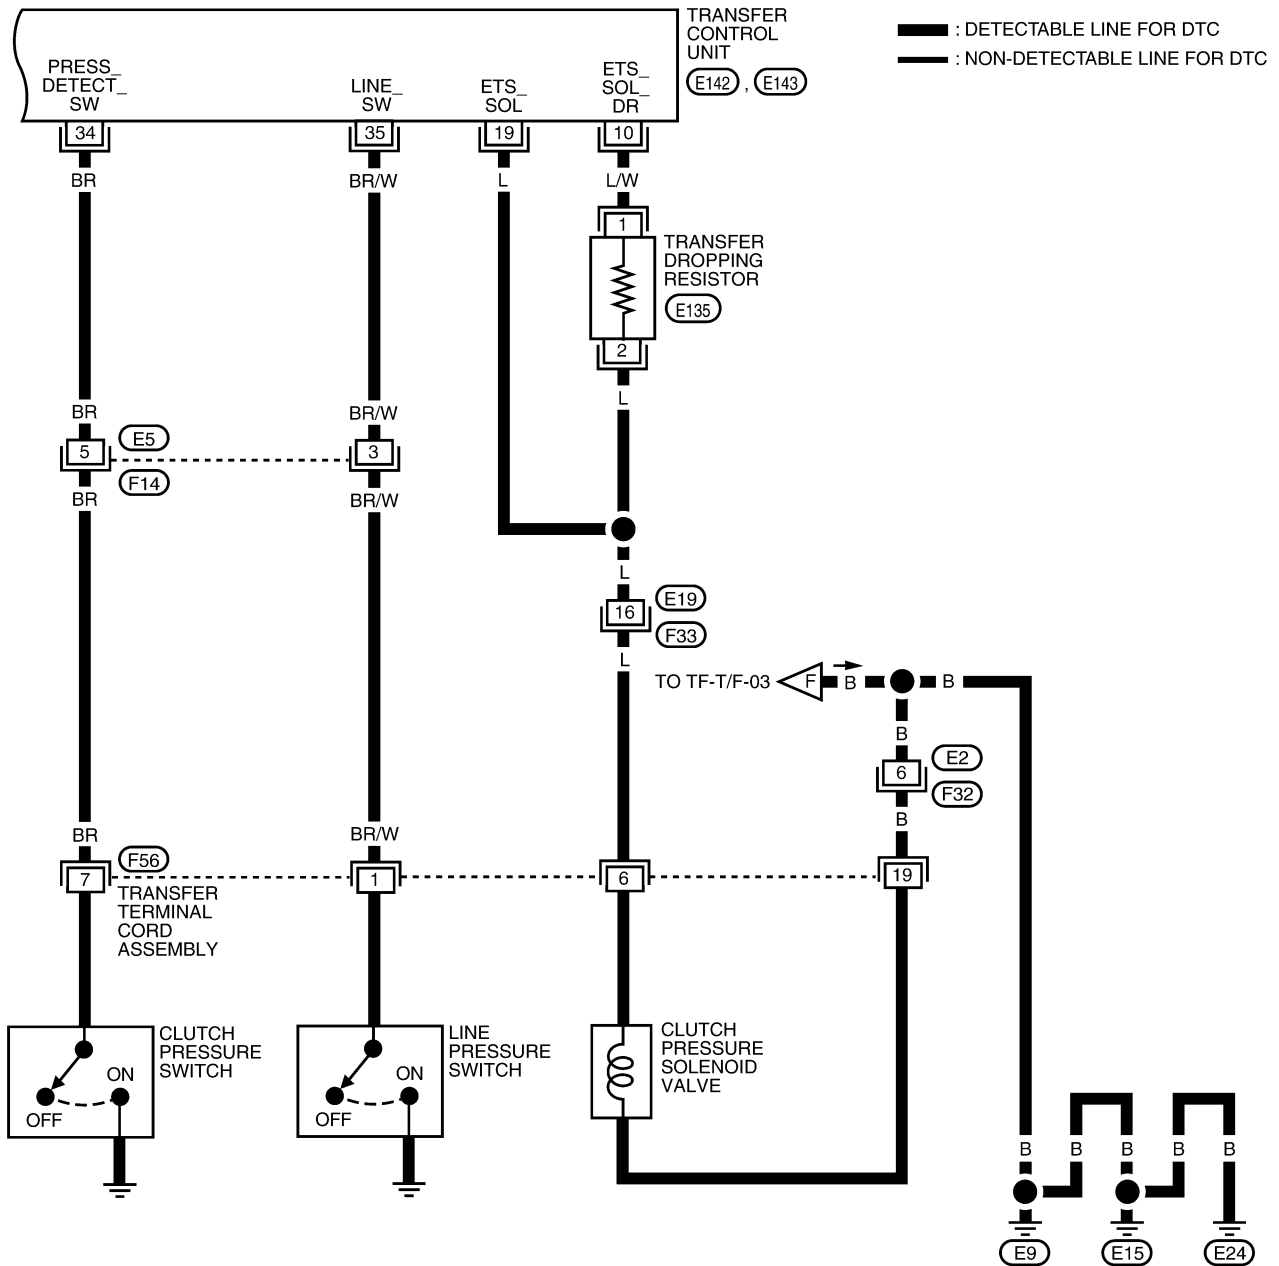 TRANSFER
CONTROL
UNIT
E142 , E143
: DETECTABLE LINE FOR DTC
: NON-DETECTABLE LINE FOR DTC
PRESS_
DETECT_
SW
LINE_
SW
ETS_
SOL
ETS_
SOL_
DR
34
35
19
10
BR
BR/W
L
L/W
1
TRANSFER
DROPPING
RESISTOR
E135
2
L
BR
BR/W
5
E5
F14
3
BR
BR/W
L
16
E19
F33
L
TO TF-T/F-03
F
B
B
B
6
E2
F32
B
BR
BR/W
7
F56
1
6
19
TRANSFER
TERMINAL
CORD
ASSEMBLY
CLUTCH
PRESSURE
SWITCH
ON
OFF
LINE
PRESSURE
SWITCH
ON
OFF
CLUTCH
PRESSURE
SOLENOID
VALVE
B
B
B
B
B
E9
E15
E24